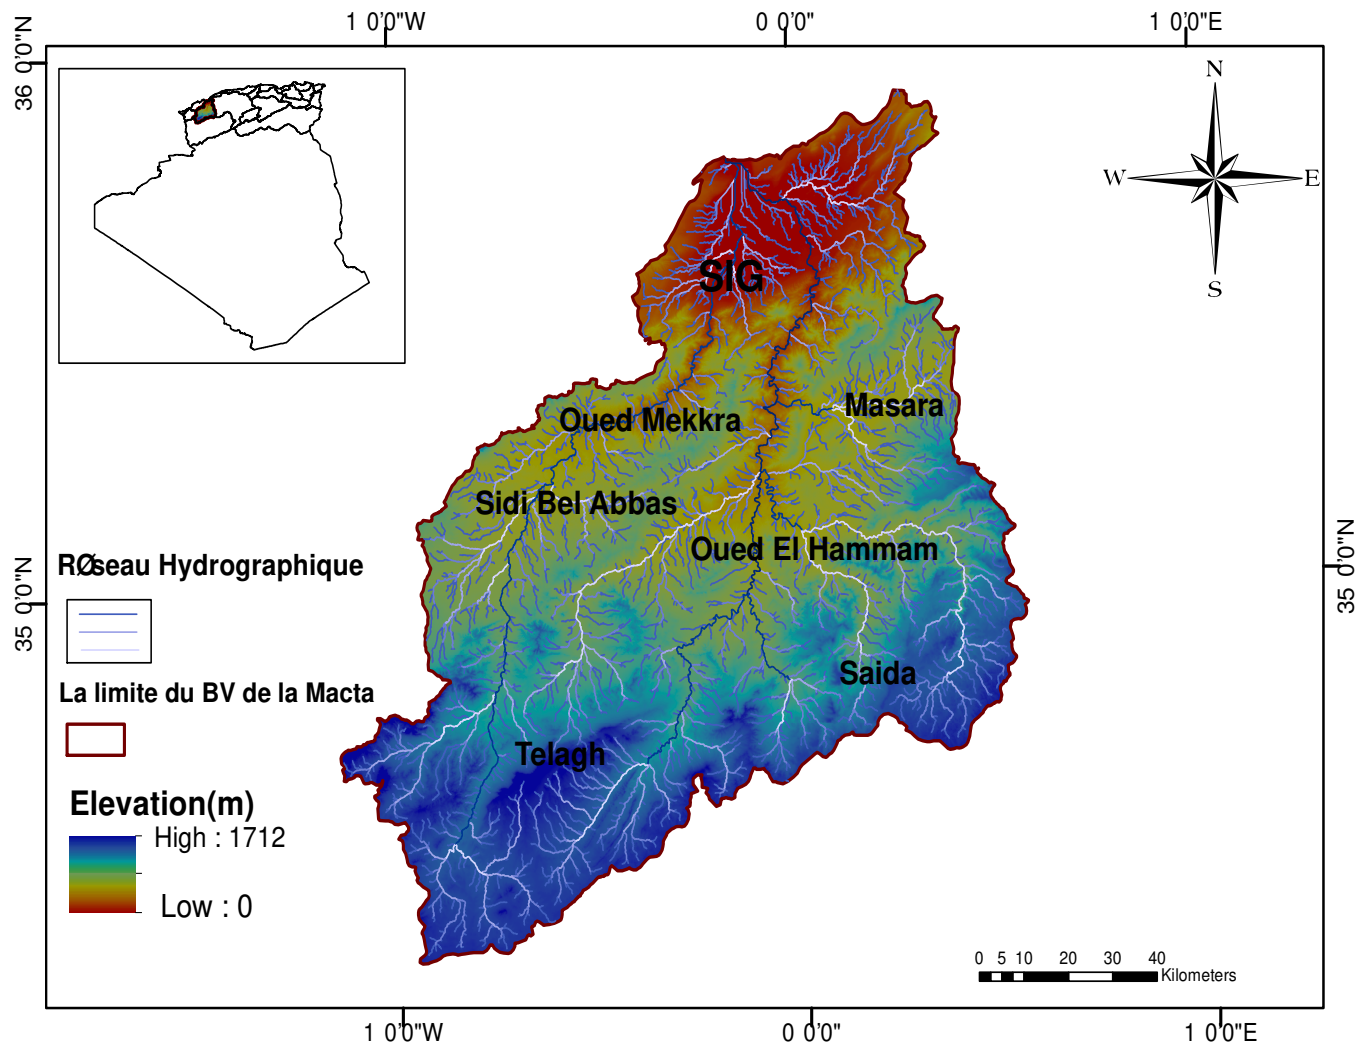 1 0'0"W
0 0'0"
1 0'0"E
36 0'0"N
N
W
E
S
SIG
Masara
Oued Mekkra
Sidi Bel Abbas
Oued El Hammam
RØseau Hydrographique
35 0'0"N
35 0'0"N
Saida
La limite du BV de la Macta
Telagh
Elevation(m)
High : 1712
Low : 0
0 5 10 20 30 40
Kilometers
1 0'0"W
0 0'0"
1 0'0"E